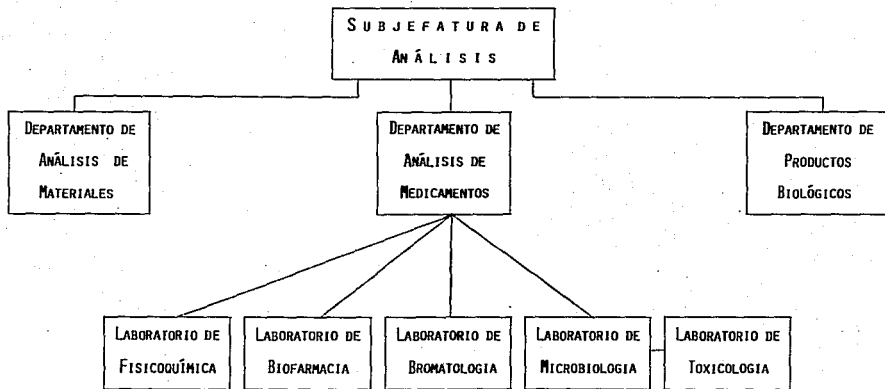 SUBJEFATURA DE
ANÁLISIS
DEPARTAMENTO DE
ANÁLISIS DE
MATERIALES
DEPARTAMENTO DE
ANÁLISIS DE
MEDICAMENTOS
DEPARTAMENTO DE
PRODUCTOS
BIOLÓGICOS
LABORATORIO DE
FISICOQUÍMICA
LABORATORIO DE
BIOFARMACIA
LABORATORIO DE
BROMATOLOGIA
LABORATORIO DE
MICROBIOLOGIA
LABORATORIO DE
TOXICOLOGIA